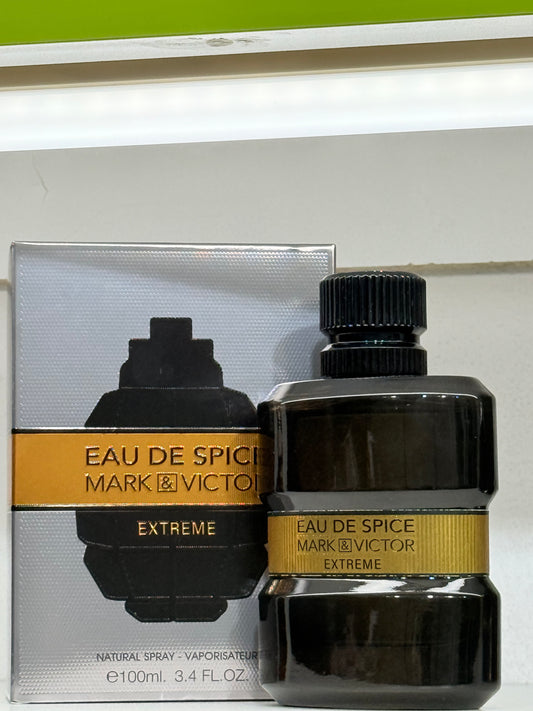 EAU DE SPICE
MARK & VICTOR
EXTREME
NATURAL SPRAY - VAPORISATEUR
℮100ml. 3.4 FL.OZ.
EAU DE SPICE
MARK & VICTOR
EXTREME